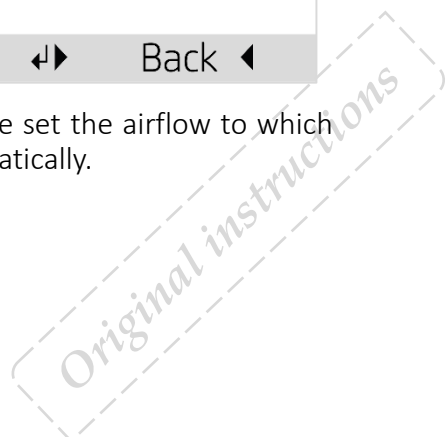 ↲▶ Back ◀
e set the airflow to which
atically.
Original instructions